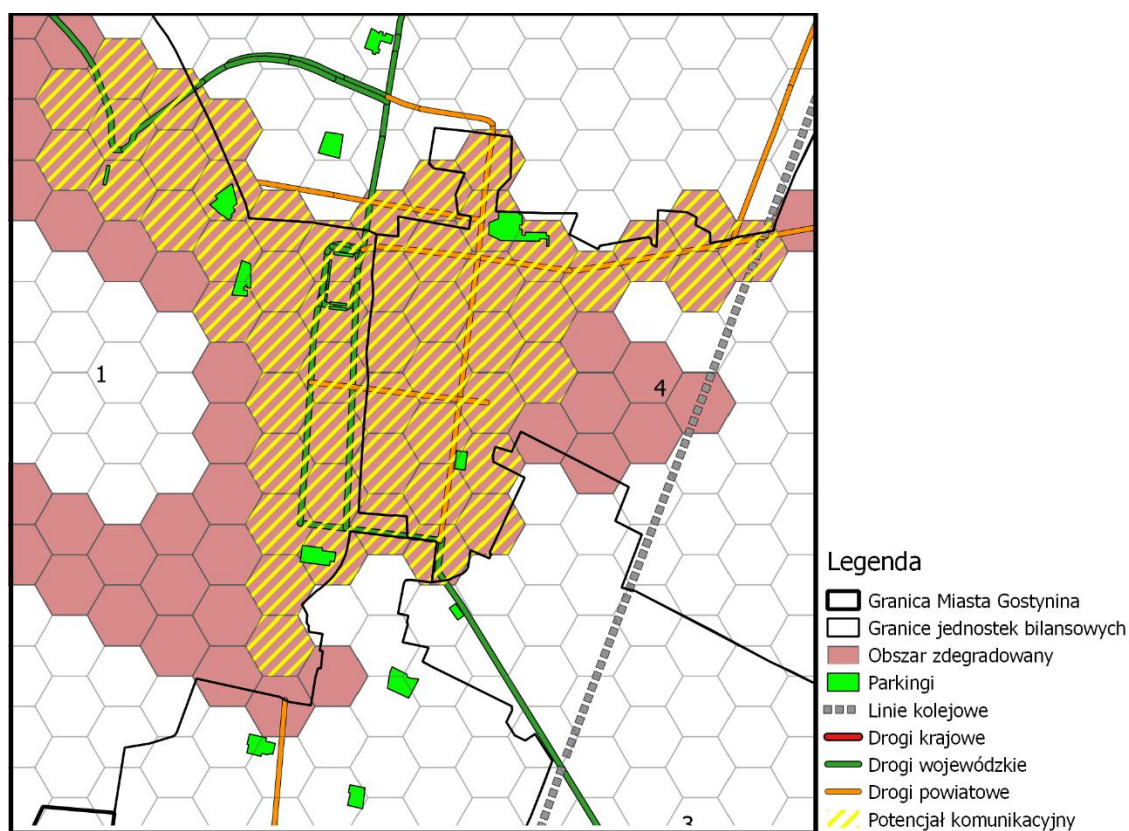 1
4
3
Legenda
Granica Miasta Gostynina
Granice jednostek bilansowych
Obszar zdegradowany
Parkingi
Linie kolejowe
Drogi krajowe
Drogi wojewódzkie
Drogi powiatowe
Potencjał komunikacyjny